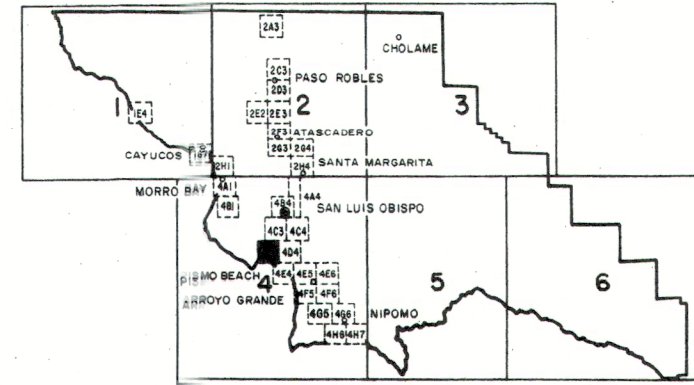 2A3
CHOLAME
2C3
PASO ROBLES
2D3
1
2
3
1E4
2E2 2E3
2F3 ATASCADERO
2G3 2G4
CAYUCOS
2H1
2H4 SANTA MARGARITA
MORRO BAY
4A1
4A4
4B1
4B4
SAN LUIS OBISPO
4C3 4C4
4D4
PISMO BEACH
4E4 4E5 4E6
4
5
6
ARROYO GRANDE
4F5 4F6
4G5 4G6 NIPOMO
4H6 4H7